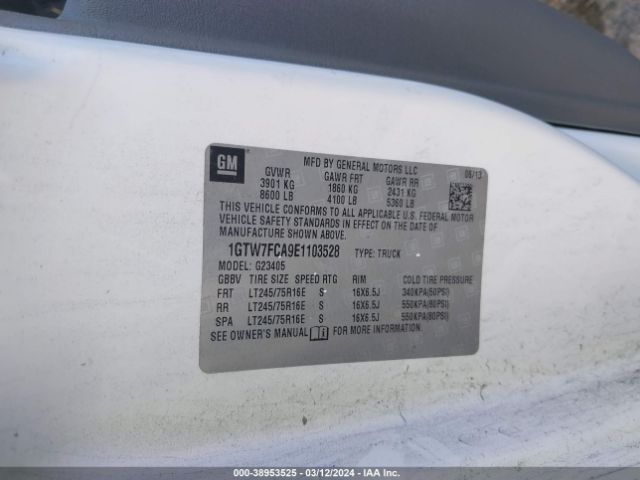 GM
MFD BY GENERAL MOTORS LLC 08/13
GVWR GAWR FRT GAWR RR
3901 KG 1860 KG 2431 KG
8600 LB 4100 LB 5360 LB
THIS VEHICLE CONFORMS TO ALL APPLICABLE U.S. FEDERAL MOTOR
VEHICLE SAFETY STANDARDS IN EFFECT ON THE DATE OF
MANUFACTURE SHOWN ABOVE.
1GTW7FCA9E1103528 TYPE: TRUCK
MODEL: G23405
GBBV TIRE SIZE SPEED RTG RIM COLD TIRE PRESSURE
FRT LT245/75R16E S 16X6.5J 340KPA(50PSI)
RR LT245/75R16E S 16X6.5J 550KPA(80PSI)
SPA LT245/75R16E S 16X6.5J 550KPA(80PSI)
SEE OWNER'S MANUAL FOR MORE INFORMATION.
000-38953525 - 03/12/2024 - IAA Inc.